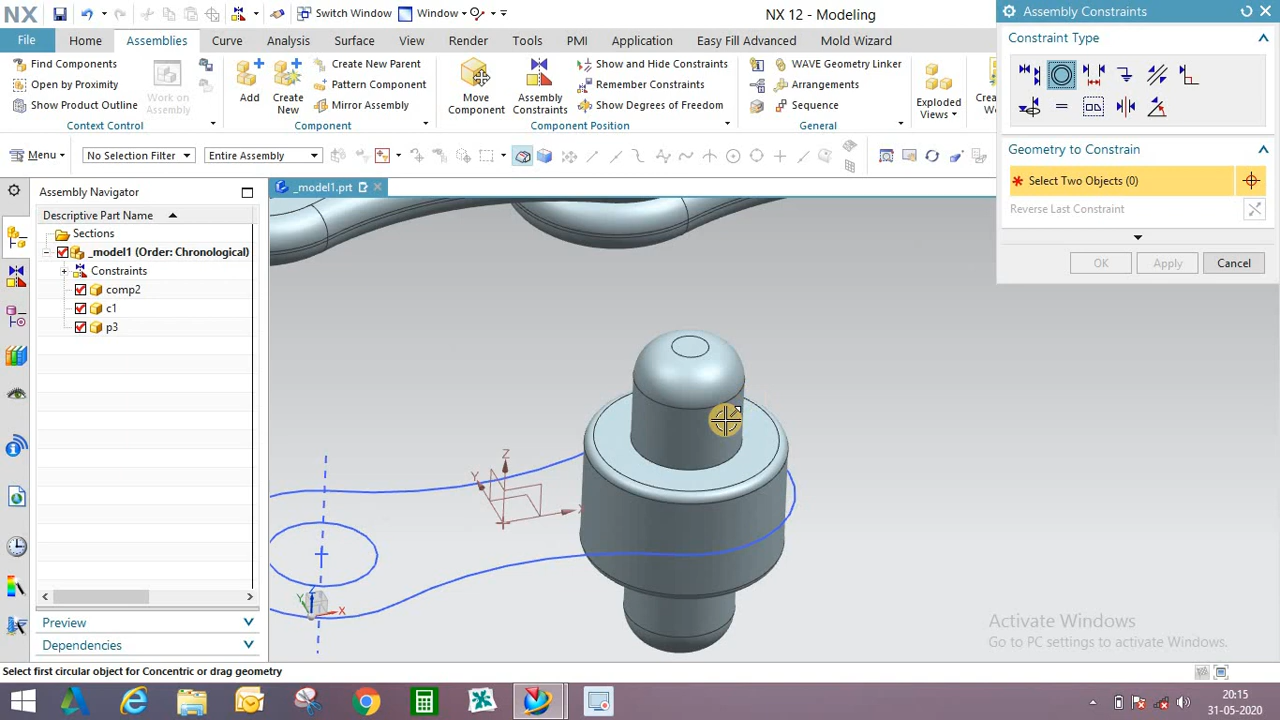 NX
Switch Window
Window
NX 12 - Modeling
Assembly Constraints
File
Home
Assemblies
Curve
Analysis
Surface
View
Render
Tools
PMI
Application
Easy Fill Advanced
Mold Wizard
Constraint Type
Find Components
Open by Proximity
Show Product Outline
Work on
Assembly
Context Control
Add
Create
New
Create New Parent
Pattern Component
Mirror Assembly
Component
Move
Component
Assembly
Constraints
Show and Hide Constraints
Remember Constraints
Show Degrees of Freedom
Component Position
WAVE Geometry Linker
Arrangements
Sequence
General
Exploded
Views
Menu
No Selection Filter
Entire Assembly
Geometry to Constrain
Select Two Objects (0)
Reverse Last Constraint
OK
Apply
Cancel
Assembly Navigator
_model1.prt
Descriptive Part Name
Sections
_model1 (Order: Chronological)
Constraints
comp2
c1
p3
Z
Y
X
Z
Y
X
Preview
Dependencies
Activate Windows
Go to PC settings to activate Windows.
Select first circular object for Concentric or drag geometry
20:15
31-05-2020